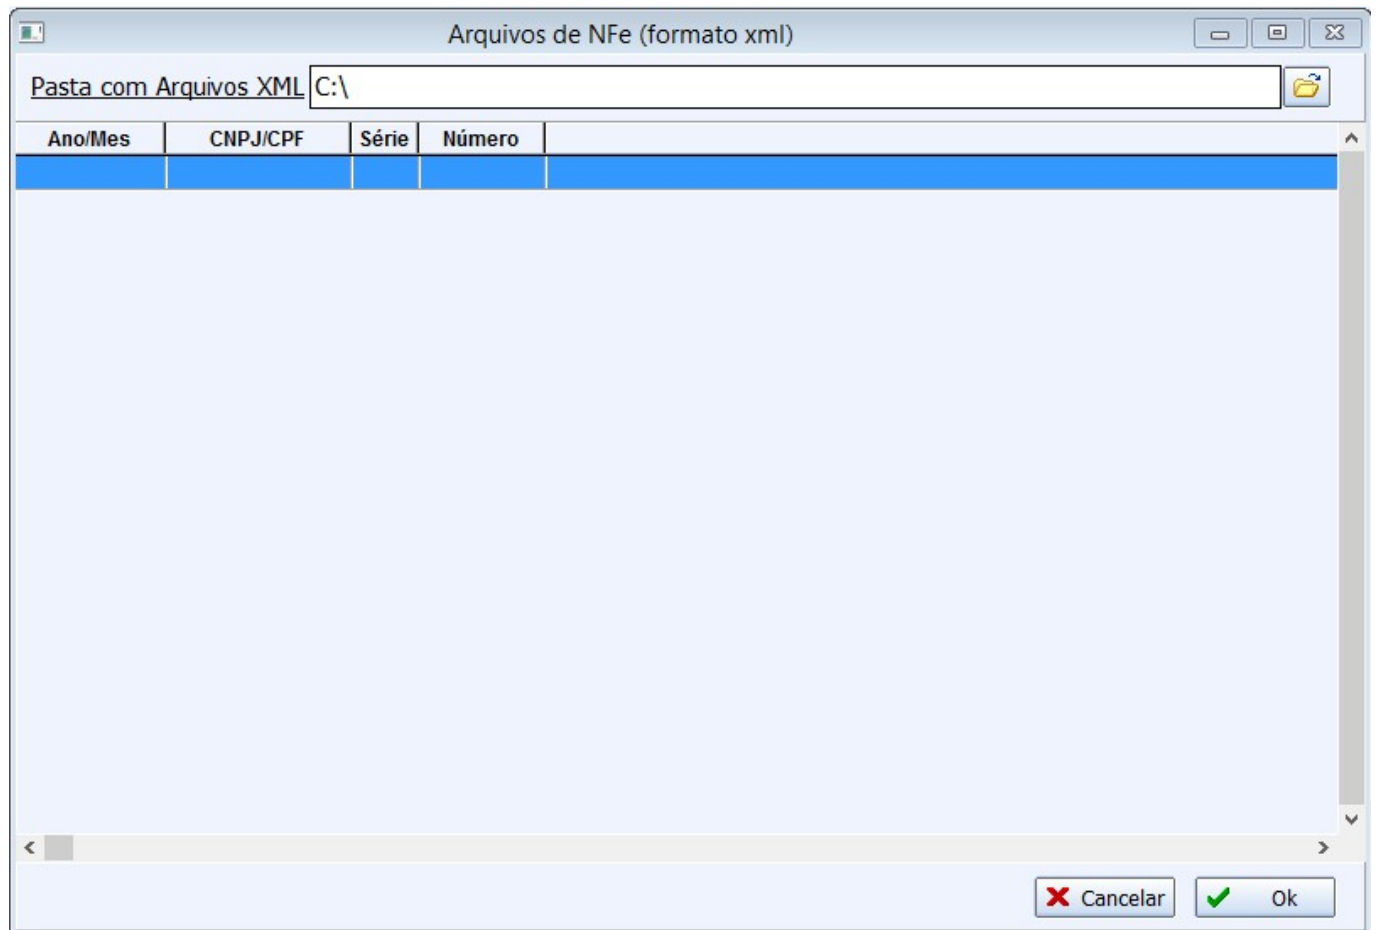 Arquivos de NFe (formato xml)
Pasta com Arquivos XML C:\
Ano/Mes CNPJ/CPF Série Número
Cancelar Ok